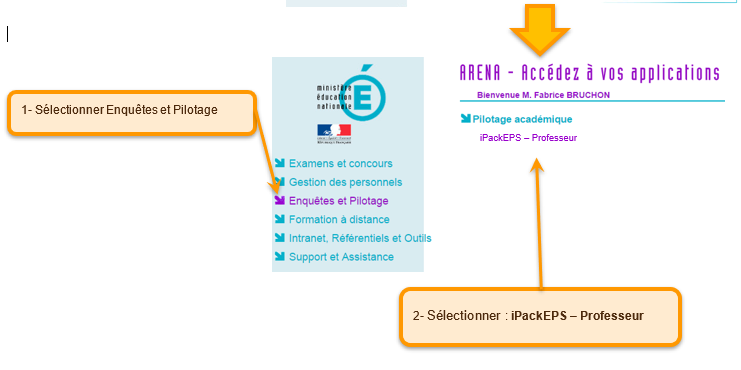 ARENA - Accédez à vos applications
Bienvenue M. Fabrice BRUCHON
Pilotage académique
iPackEPS – Professeur
1- Sélectionner Enquêtes et Pilotage
ministère
éducation
nationale
Examens et concours
Gestion des personnels
Enquêtes et Pilotage
Formation à distance
Intranet, Référentiels et Outils
Support et Assistance
2- Sélectionner : iPackEPS – Professeur